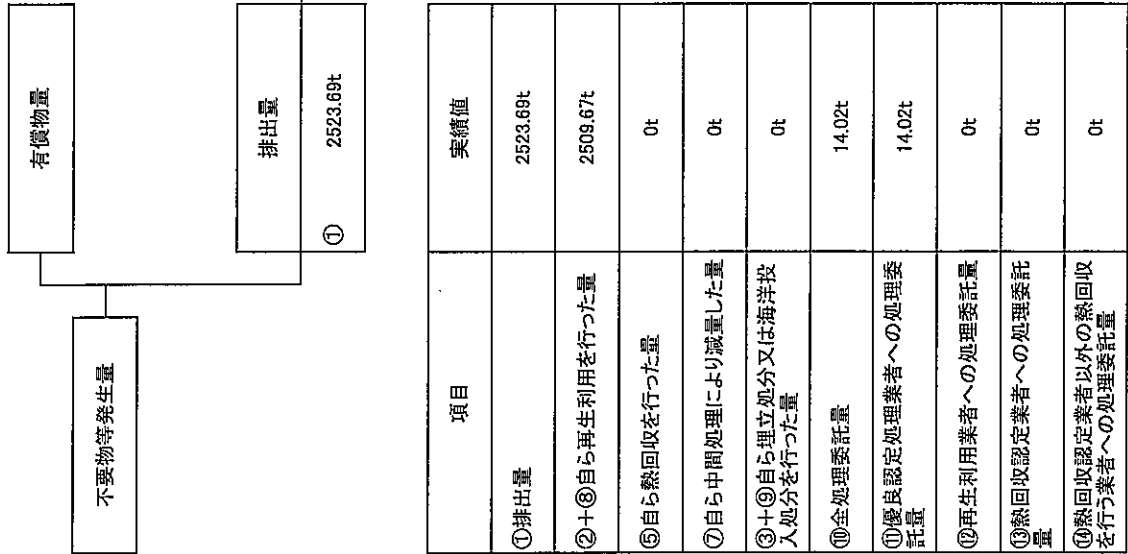 不要物等発生量
有償物量
排出量
① 2523.69t
項目 実績値
①排出量 2523.69t
②＋⑧自ら再生利用を行った量 2509.67t
⑤自ら熱回収を行った量 0t
⑦自ら中間処理により減量した量 0t
③＋⑨自ら埋立処分又は海洋投
入処分を行った量 0t
⑩全処理委託量 14.02t
⑪優良認定処理業者への処理委
託量 14.02t
⑫再生利用業者への処理委託量 0t
⑬熱回収認定業者への処理委託
量 0t
⑭熱回収認定業者以外の熱回収
を行う業者への処理委託量 0t